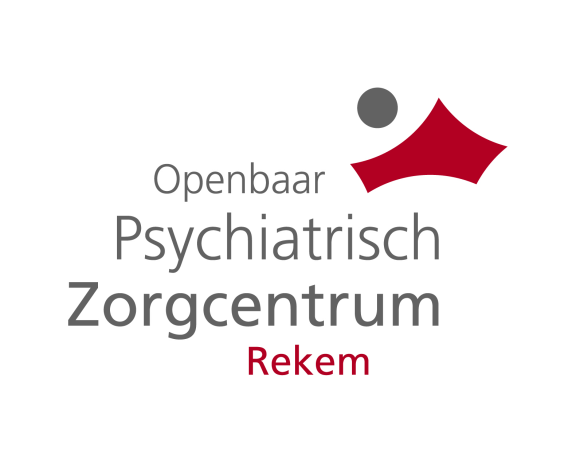 Openbaar
Psychiatrisch
Zorgcentrum
Rekem